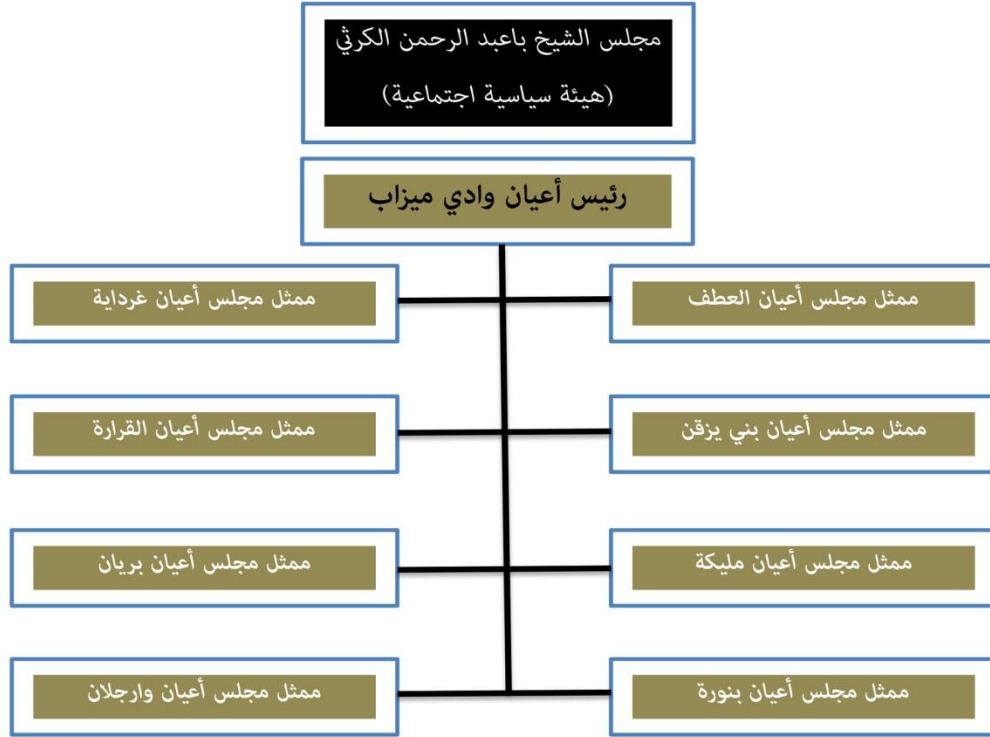 مجلس الشيخ باعبد الرحمن الكرثي
(هيئة سياسية اجتماعية)
رئيس أعيان وادي ميزاب
ممثل مجلس أعيان العطف
ممثل مجلس أعيان غرداية
ممثل مجلس أعيان بني يزقن
ممثل مجلس أعيان القرارة
ممثل مجلس أعيان مليكة
ممثل مجلس أعيان بريان
ممثل مجلس أعيان بنورة
ممثل مجلس أعيان وارجلان